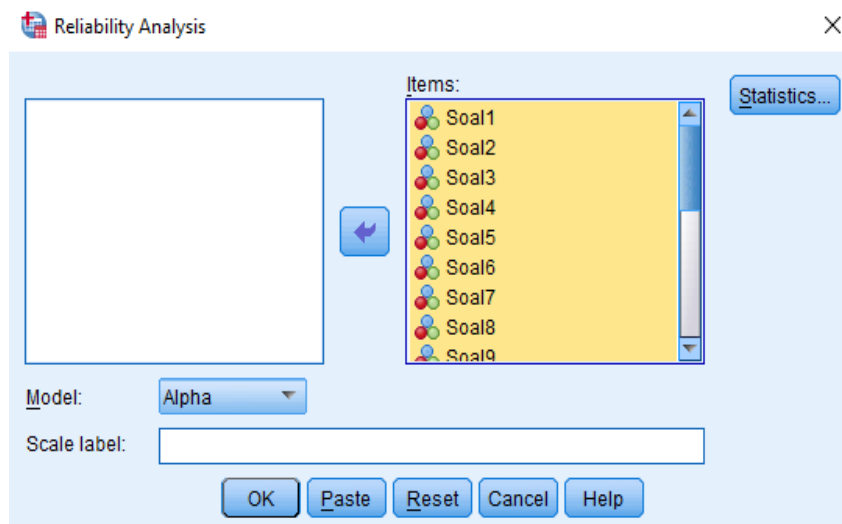 Reliability Analysis
Items:
Statistics...
Soal1
Soal2
Soal3
Soal4
Soal5
Soal6
Soal7
Soal8
Soal9
Model:
Alpha
Scale label:
OK Paste Reset Cancel Help